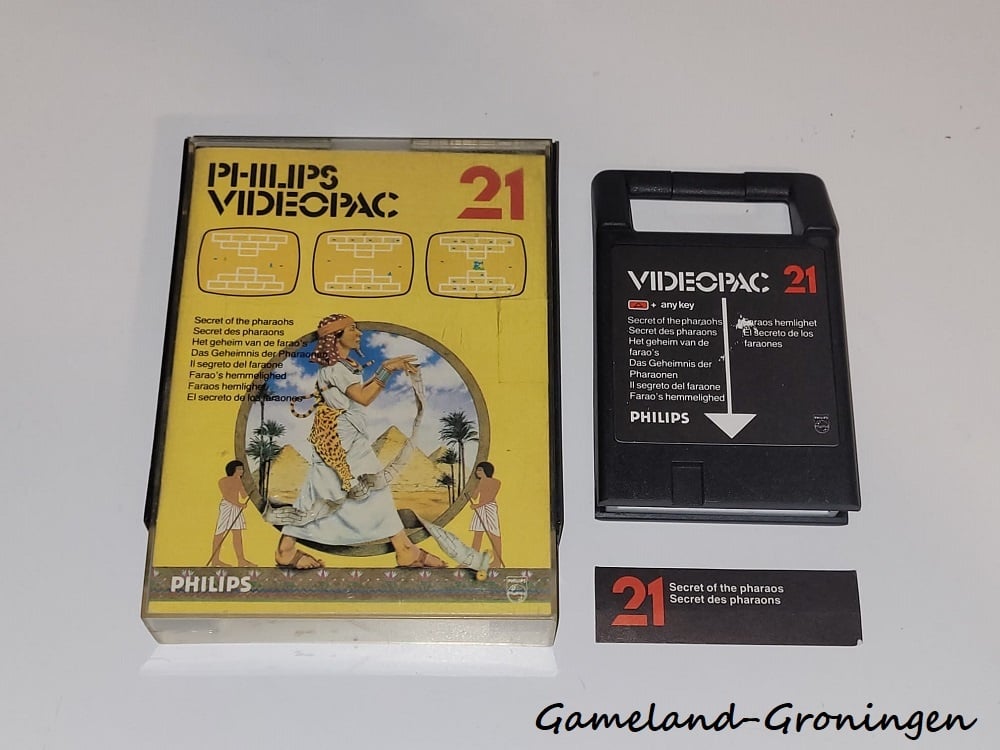 PHILIPS
VIDEOPAC
21
Secret of the pharaohs
Secret des pharaons
Het geheim van de farao's
Das Geheimnis der Pharaonen
Il segreto del faraone
Farao's hemmelighed
Faraos hemlighet
El secreto de los faraones
PHILIPS
PHILIPS
VIDEOPAC 21
+ any key
Secret of the pharaohs
Secret des pharaons
Het geheim van de
farao's
Das Geheimnis der
Pharaonen
Il segreto del faraone
Farao's hemmelighed
hemlighet
El secreto de los
faraones
PHILIPS
21
Secret of the pharaos
Secret des pharaons
Gameland-Groningen